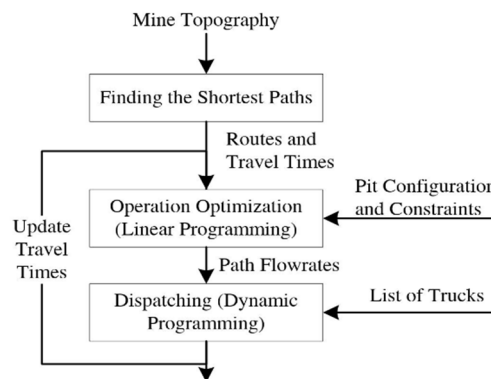 Mine Topography
Finding the Shortest Paths
Routes and
Travel Times
Pit Configuration
and Constraints
Operation Optimization
(Linear Programming)
Update
Travel
Times
Path Flowrates
List of Trucks
Dispatching (Dynamic
Programming)